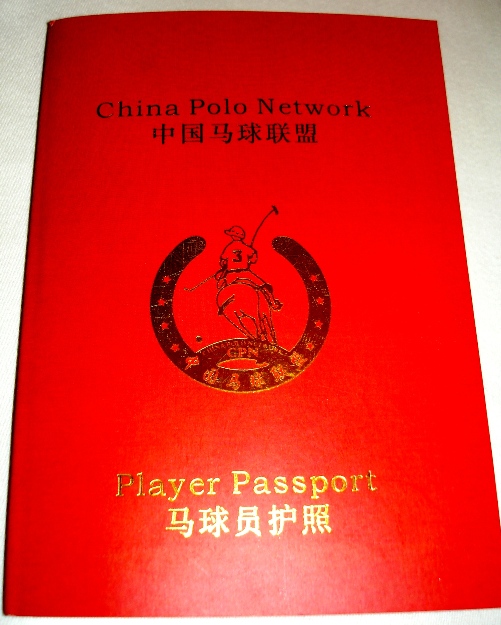 China Polo Network
中国马球联盟
3
CPN
Player Passport
马球员护照